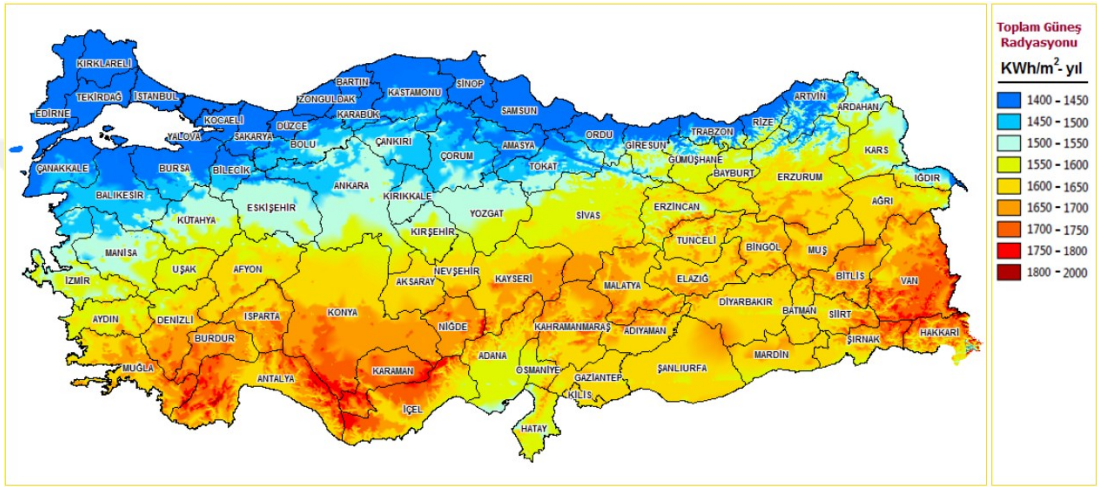 Toplam Güneş
Radyasyonu
KWh/m²- yıl
1400 - 1450
1450 - 1500
1500 - 1550
1550 - 1600
1600 - 1650
1650 - 1700
1700 - 1750
1750 - 1800
1800 - 2000
KIRKLARELİ
TEKİRDAĞ
İSTANBUL
EDİRNE
KOCAELİ
YALOVA
SAKARYA
DÜZCE
ZONGULDAK
BARTIN
KARABÜK
KASTAMONU
SİNOP
SAMSUN
BOLU
ÇANKIRI
ÇORUM
AMASYA
TOKAT
ORDU
GİRESUN
TRABZON
RİZE
ARTVİN
ARDAHAN
GÜMÜŞHANE
BAYBURT
ERZURUM
KARS
IĞDIR
AĞRI
ÇANAKKALE
BURSA
BİLECİK
BALIKESİR
KÜTAHYA
ESKİŞEHİR
ANKARA
KIRIKKALE
YOZGAT
KIRŞEHİR
SİVAS
ERZİNCAN
TUNCELİ
BİNGÖL
MUŞ
BİTLİS
VAN
MANİSA
İZMİR
UŞAK
AFYON
AKSARAY
NEVŞEHİR
KAYSERİ
MALATYA
ELAZIĞ
DİYARBAKIR
BATMAN
SİİRT
ŞIRNAK
HAKKARİ
AYDIN
DENİZLİ
ISPARTA
BURDUR
KONYA
NİĞDE
KAHRAMANMARAŞ
ADIYAMAN
MARDİN
ŞANLIURFA
MUĞLA
ANTALYA
KARAMAN
İÇEL
ADANA
OSMANİYE
GAZİANTEP
KİLİS
HATAY